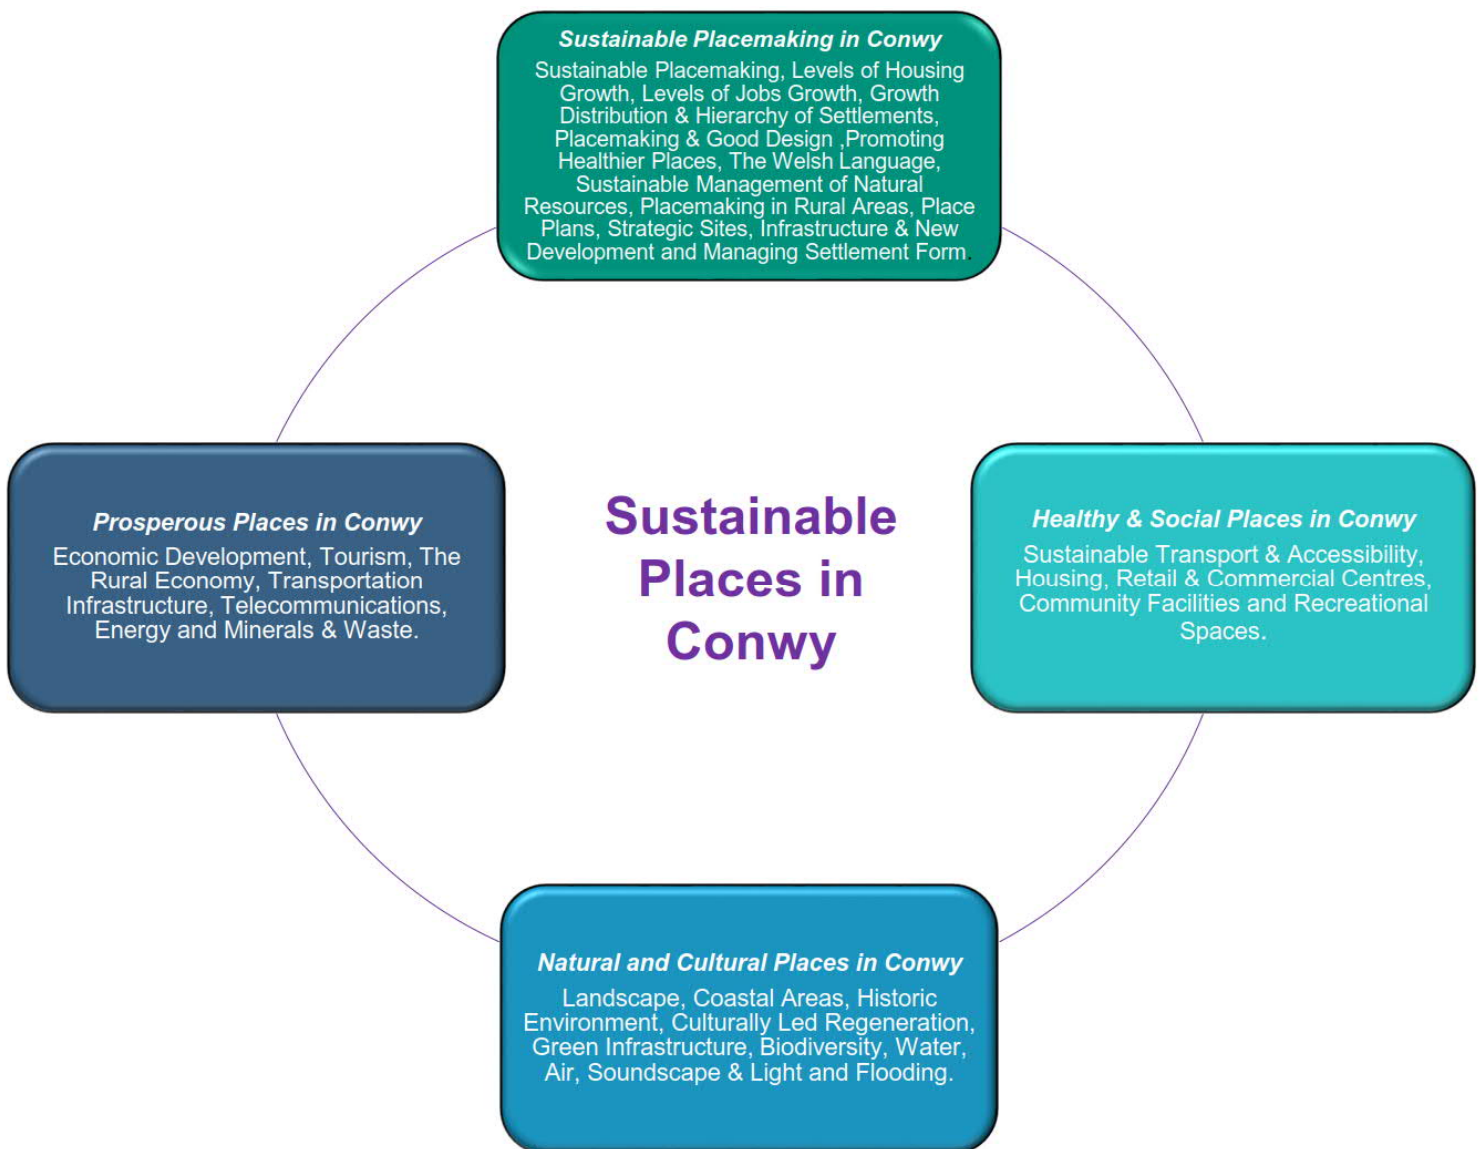 Sustainable Placemaking in Conwy
Sustainable Placemaking, Levels of Housing
Growth, Levels of Jobs Growth, Growth
Distribution & Hierarchy of Settlements,
Placemaking & Good Design ,Promoting
Healthier Places, The Welsh Language,
Sustainable Management of Natural
Resources, Placemaking in Rural Areas, Place
Plans, Strategic Sites, Infrastructure & New
Development and Managing Settlement Form.
Prosperous Places in Conwy
Economic Development, Tourism, The
Rural Economy, Transportation
Infrastructure, Telecommunications,
Energy and Minerals & Waste.
Sustainable
Places in
Conwy
Healthy & Social Places in Conwy
Sustainable Transport & Accessibility,
Housing, Retail & Commercial Centres,
Community Facilities and Recreational
Spaces.
Natural and Cultural Places in Conwy
Landscape, Coastal Areas, Historic
Environment, Culturally Led Regeneration,
Green Infrastructure, Biodiversity, Water,
Air, Soundscape & Light and Flooding.